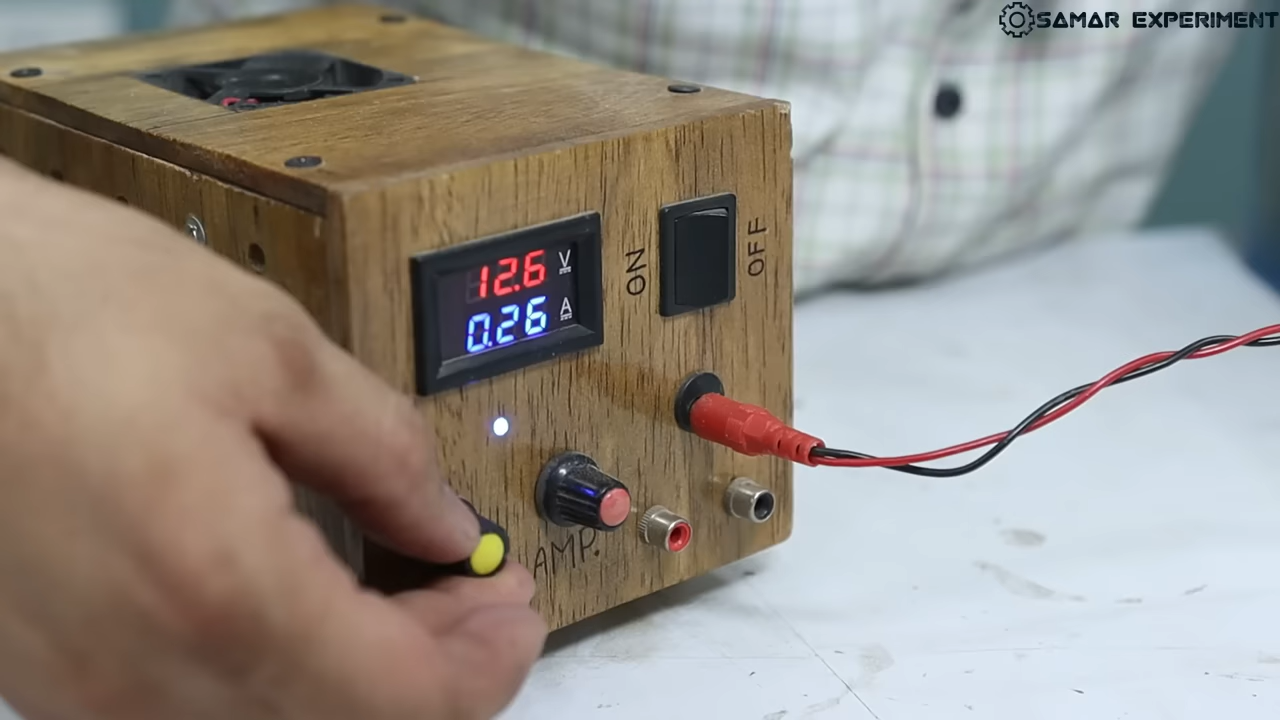 SAMAR EXPERIMENT
12.6 V
0.26 A
ON
OFF
AMP.